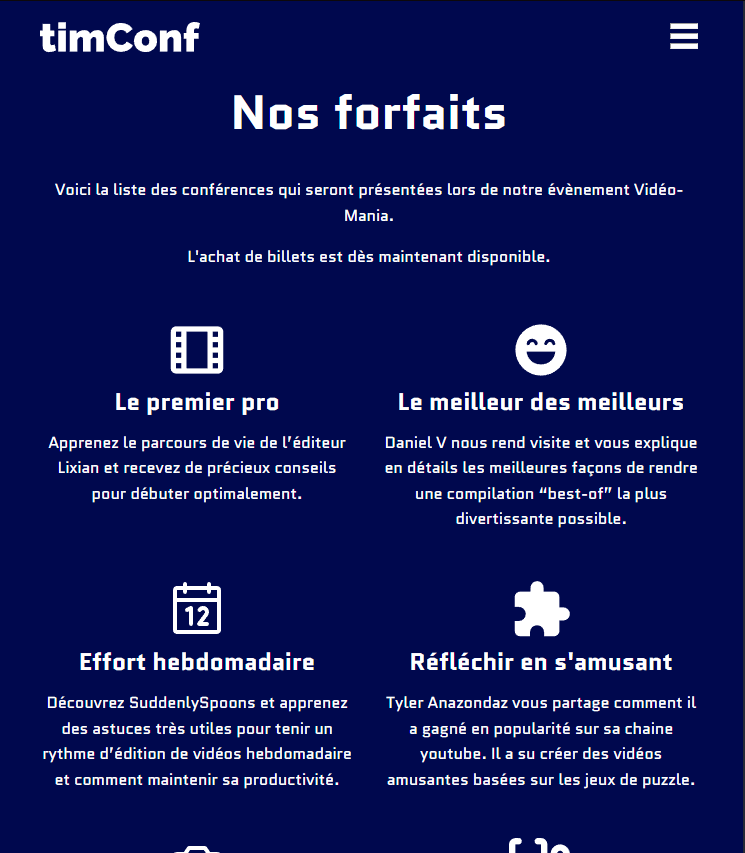 timConf
Nos forfaits
Voici la liste des conférences qui seront présentées lors de notre évènement Vidéo-
Mania.
L'achat de billets est dès maintenant disponible.
Le premier pro
Apprenez le parcours de vie de l’éditeur
Lixian et recevez de précieux conseils
pour débuter optimalement.
Le meilleur des meilleurs
Daniel V nous rend visite et vous explique
en détails les meilleures façons de rendre
une compilation “best-of” la plus
divertissante possible.
12
Effort hebdomadaire
Découvrez SuddenlySpoons et apprenez
des astuces très utiles pour tenir un
rythme d’édition de vidéos hebdomadaire
et comment maintenir sa productivité.
Réfléchir en s'amusant
Tyler Anazondaz vous partage comment il
a gagné en popularité sur sa chaine
youtube. Il a su créer des vidéos
amusantes basées sur les jeux de puzzle.